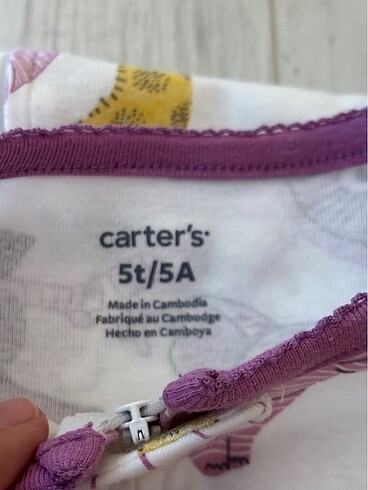 carter's.
5t/5A
Made in Cambodia
Fabriqué au Cambodge
Hecho en Camboya